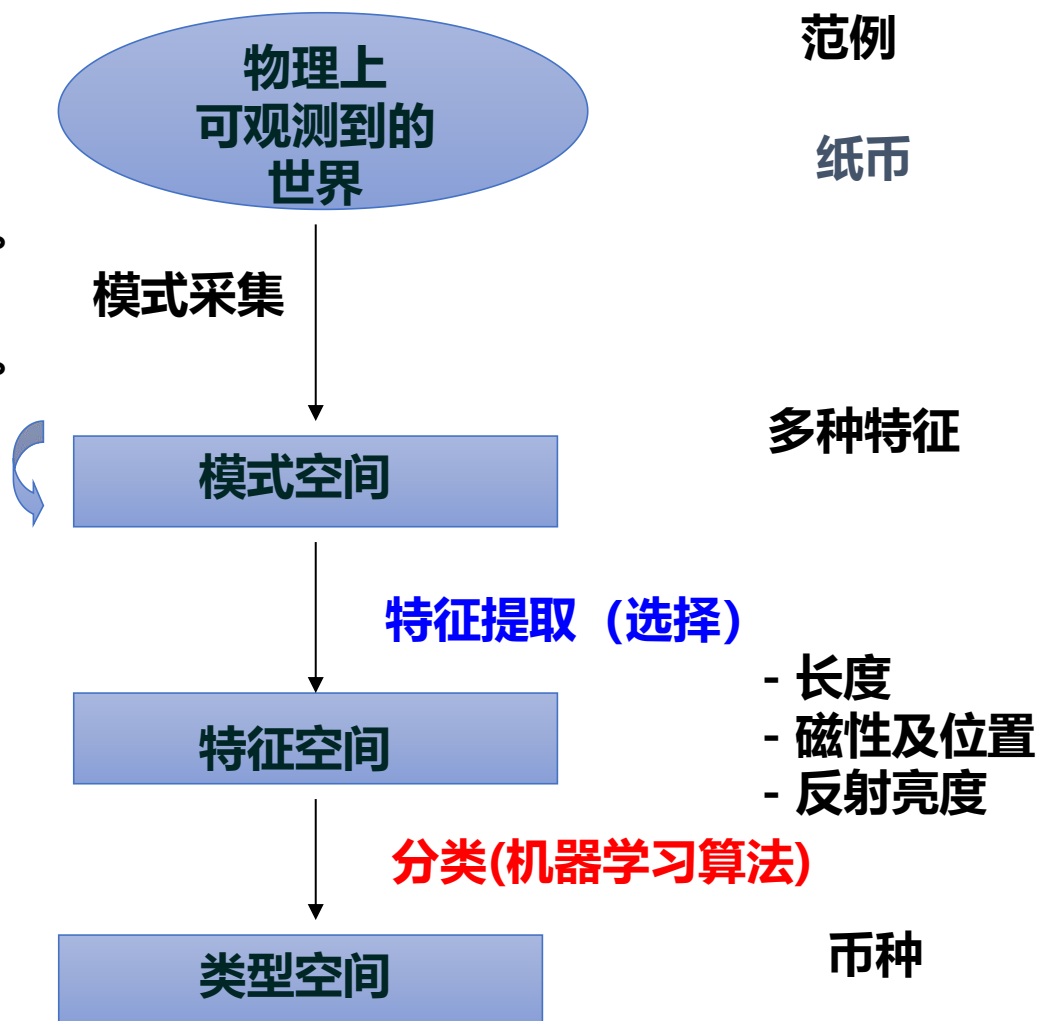 范例
物理上
可观测到的
世界
纸币
。
模式采集
。
多种特征
模式空间
特征提取（选择）
- 长度
- 磁性及位置
- 反射亮度
特征空间
分类(机器学习算法)
币种
类型空间